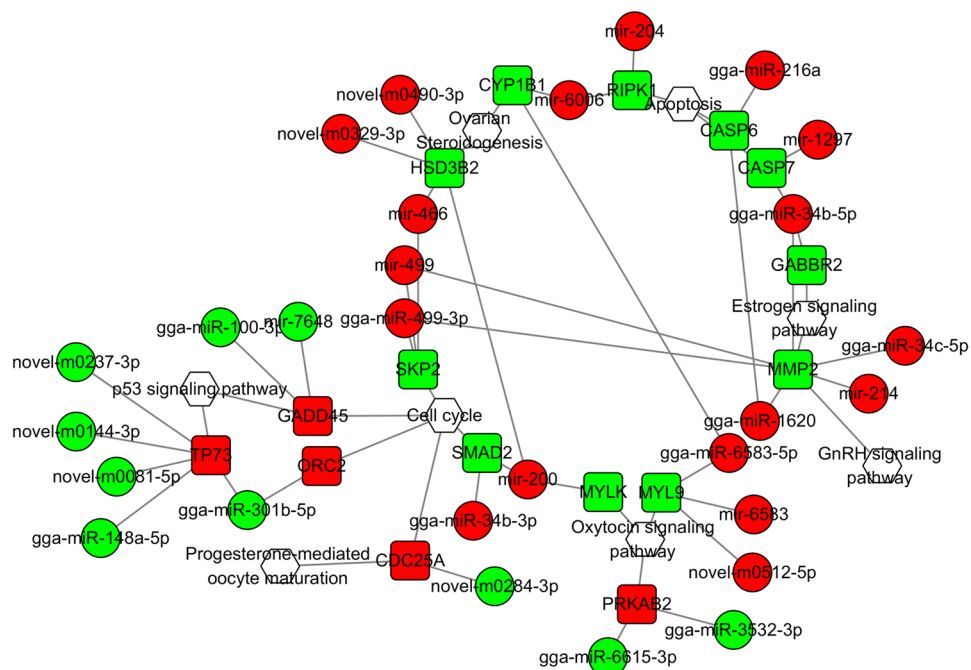 mir-204
gga-miR-216a
CYP1B1
RIPK1
novel-m0490-3p
mir-6006
Apoptosis
Ovarian
Steroidogenesis
CASP6
novel-m0329-3p
mir-1297
HSD3B2
CASP7
mir-466
gga-miR-34b-5p
mir-499
GABBR2
Estrogen signaling
pathway
gga-miR-100-3p
mir-7648
gga-miR-499-3p
gga-miR-34c-5p
novel-m0237-3p
SKP2
MMP2
p53 signaling pathway
mir-214
GADD45
Cell cycle
gga-miR-1620
novel-m0144-3p
TP73
SMAD2
gga-miR-6583-5p
GnRH signaling
pathway
ORC2
novel-m0081-5p
mir-200
MYLK
MYL9
gga-miR-301b-5p
gga-miR-34b-3p
mir-6583
gga-miR-148a-5p
Oxytocin signaling
pathway
Progesterone-mediated
oocyte maturation
CDC25A
novel-m0512-5p
novel-m0284-3p
PRKAB2
gga-miR-3532-3p
gga-miR-6615-3p